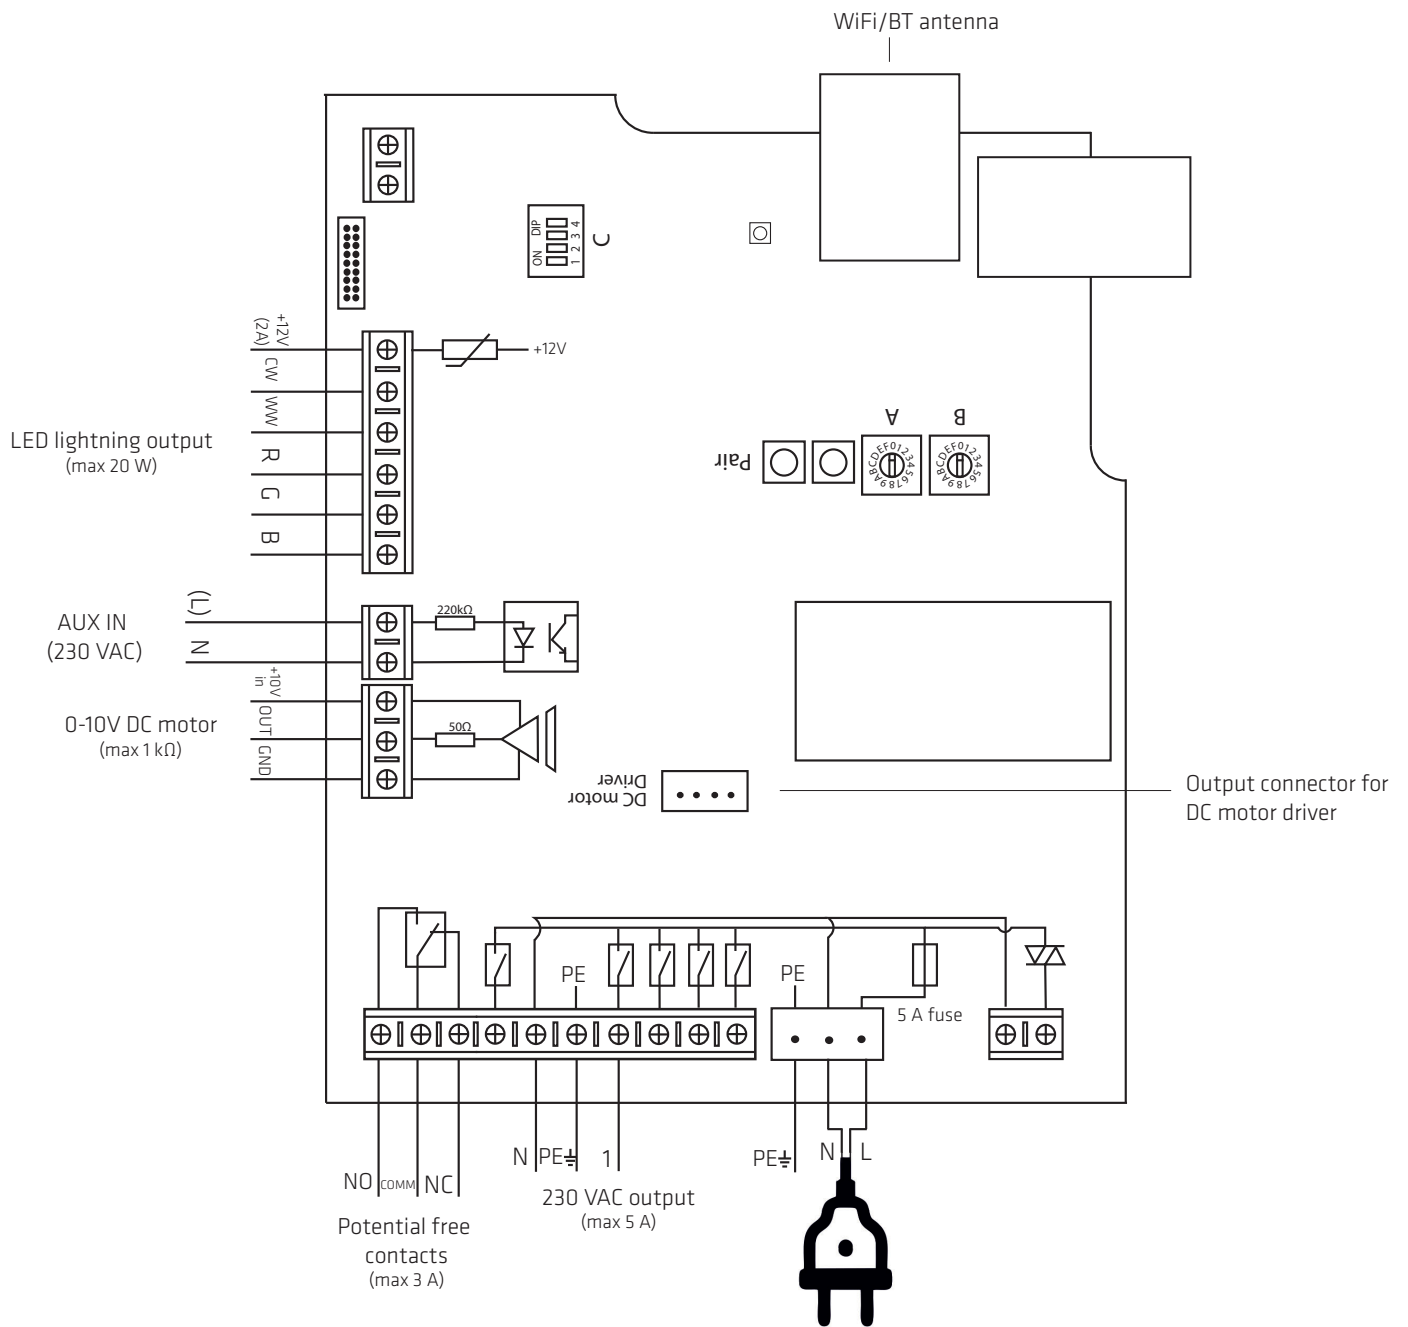 WiFi/BT antenna
ON DIP
1 2 3 4
C
+12V
(2A)
+12V
CW
WW
LED lightning output
(max 20 W)
R
G
B
A
B
Pair
0123456789ABCDEF
0123456789ABCDEF
AUX IN
(230 VAC)
(L)
N
220kΩ
0-10V DC motor
(max 1 kΩ)
+10V
in
OUT
GND
50Ω
DC motor
Driver
Output connector for
DC motor driver
PE
PE
5 A fuse
NO
COMM
NC
Potential free
contacts
(max 3 A)
N
PE
1
230 VAC output
(max 5 A)
PE
N
L